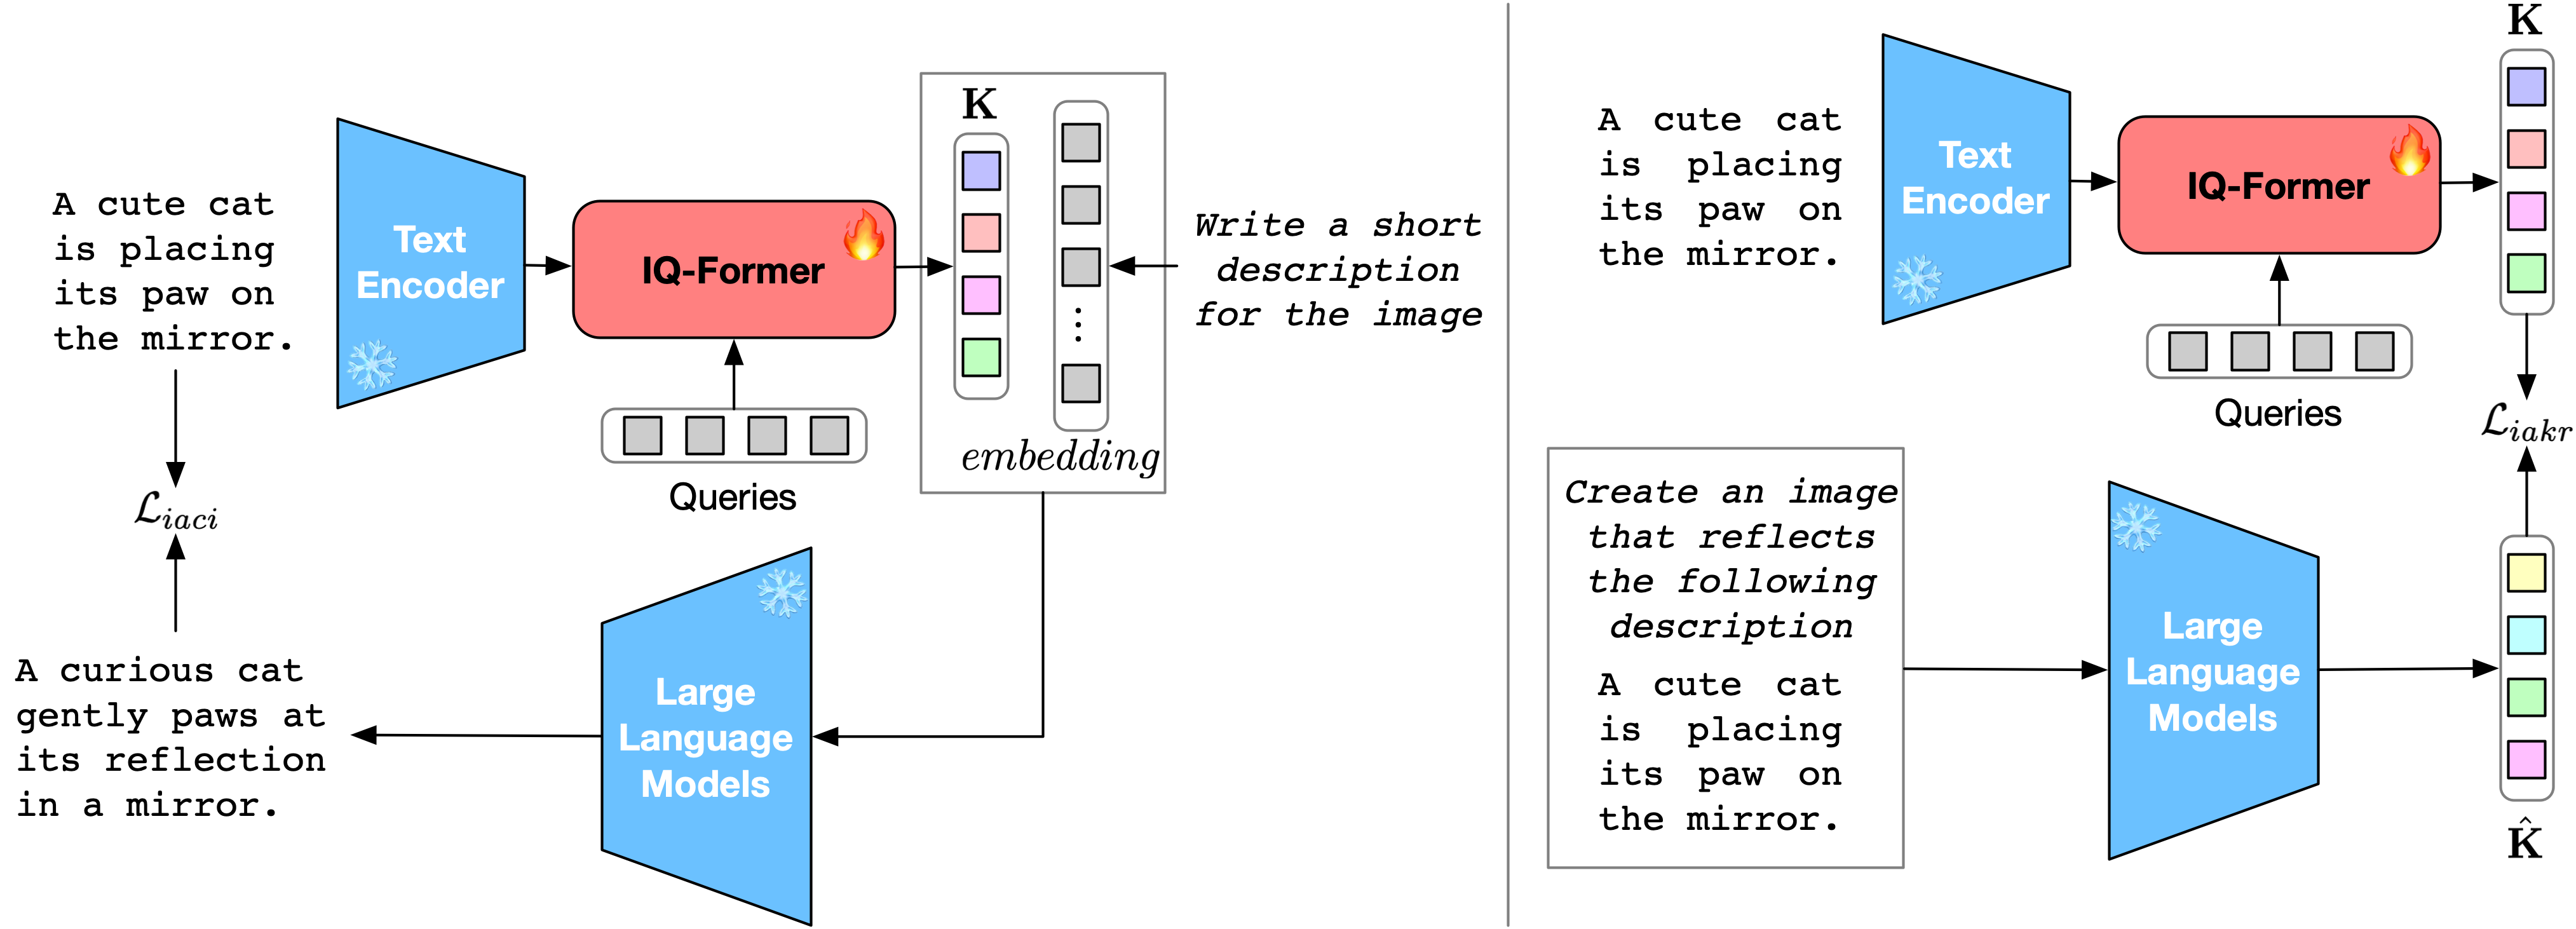 A cute cat
is placing
its paw on
the mirror.
Text
Encoder
IQ-Former
Queries
K
embedding
Write a short
description
for the image
Large
Language
Models
A curious cat
gently paws at
its reflection
in a mirror.
ℒ_{iaci}
A cute cat
is placing
its paw on
the mirror.
Text
Encoder
IQ-Former
Queries
K
ℒ_{iakr}
Create an image
that reflects
the following
description
A cute cat
is placing
its paw on
the mirror.
Large
Language
Models
K̂